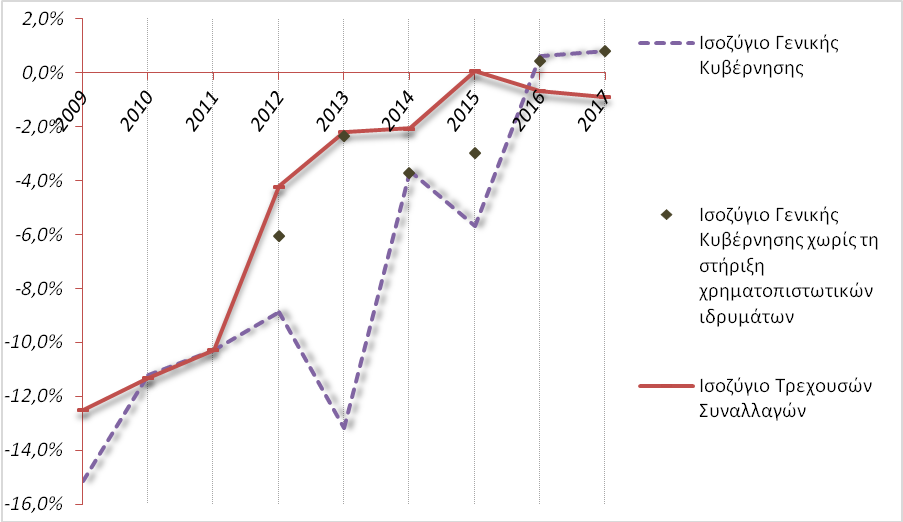 2,0%
0,0%
-2,0%
-4,0%
-6,0%
-8,0%
-10,0%
-12,0%
-14,0%
-16,0%
2009
2010
2011
2012
2013
2014
2015
2016
2017
Ισοζύγιο Γενικής
Κυβέρνησης
Ισοζύγιο Γενικής
Κυβέρνησης χωρίς τη
στήριξη
χρηματοπιστωτικών
ιδρυμάτων
Ισοζύγιο Τρεχουσών
Συναλλαγών